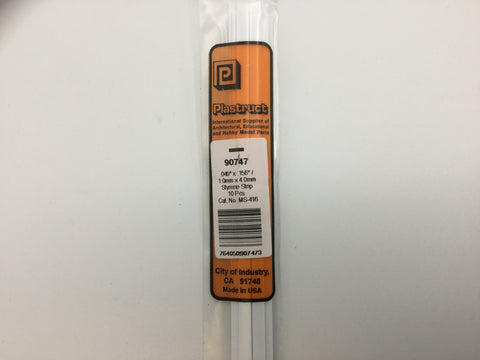 P
Plastruct
International Supplier of
Architectural, Educational
and Hobby Model Parts
90747
.040" x .156" /
1.0mm x 4.0mm
Styrene Strip
10 Pcs
Cat. No. MS-416
764050907473
City of Industry,
CA 91748
Made in USA